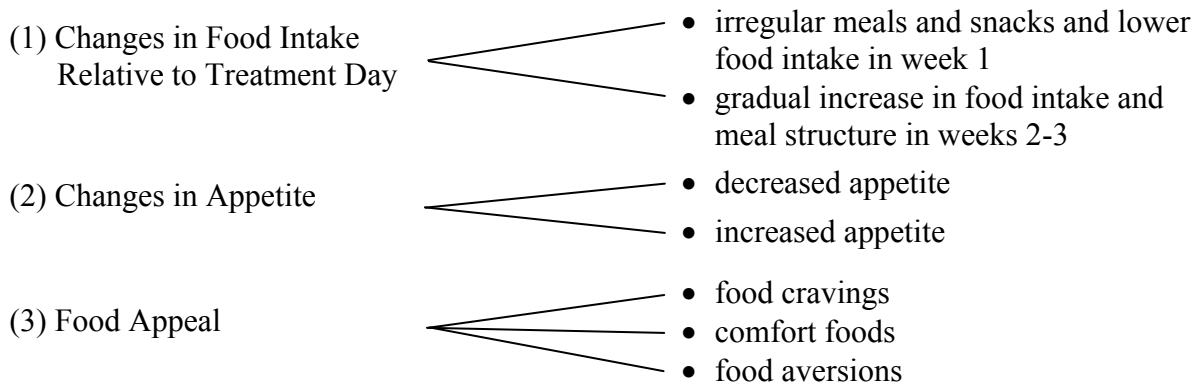 (1) Changes in Food Intake
Relative to Treatment Day
• irregular meals and snacks and lower
food intake in week 1
• gradual increase in food intake and
meal structure in weeks 2-3
(2) Changes in Appetite
• decreased appetite
• increased appetite
(3) Food Appeal
• food cravings
• comfort foods
• food aversions